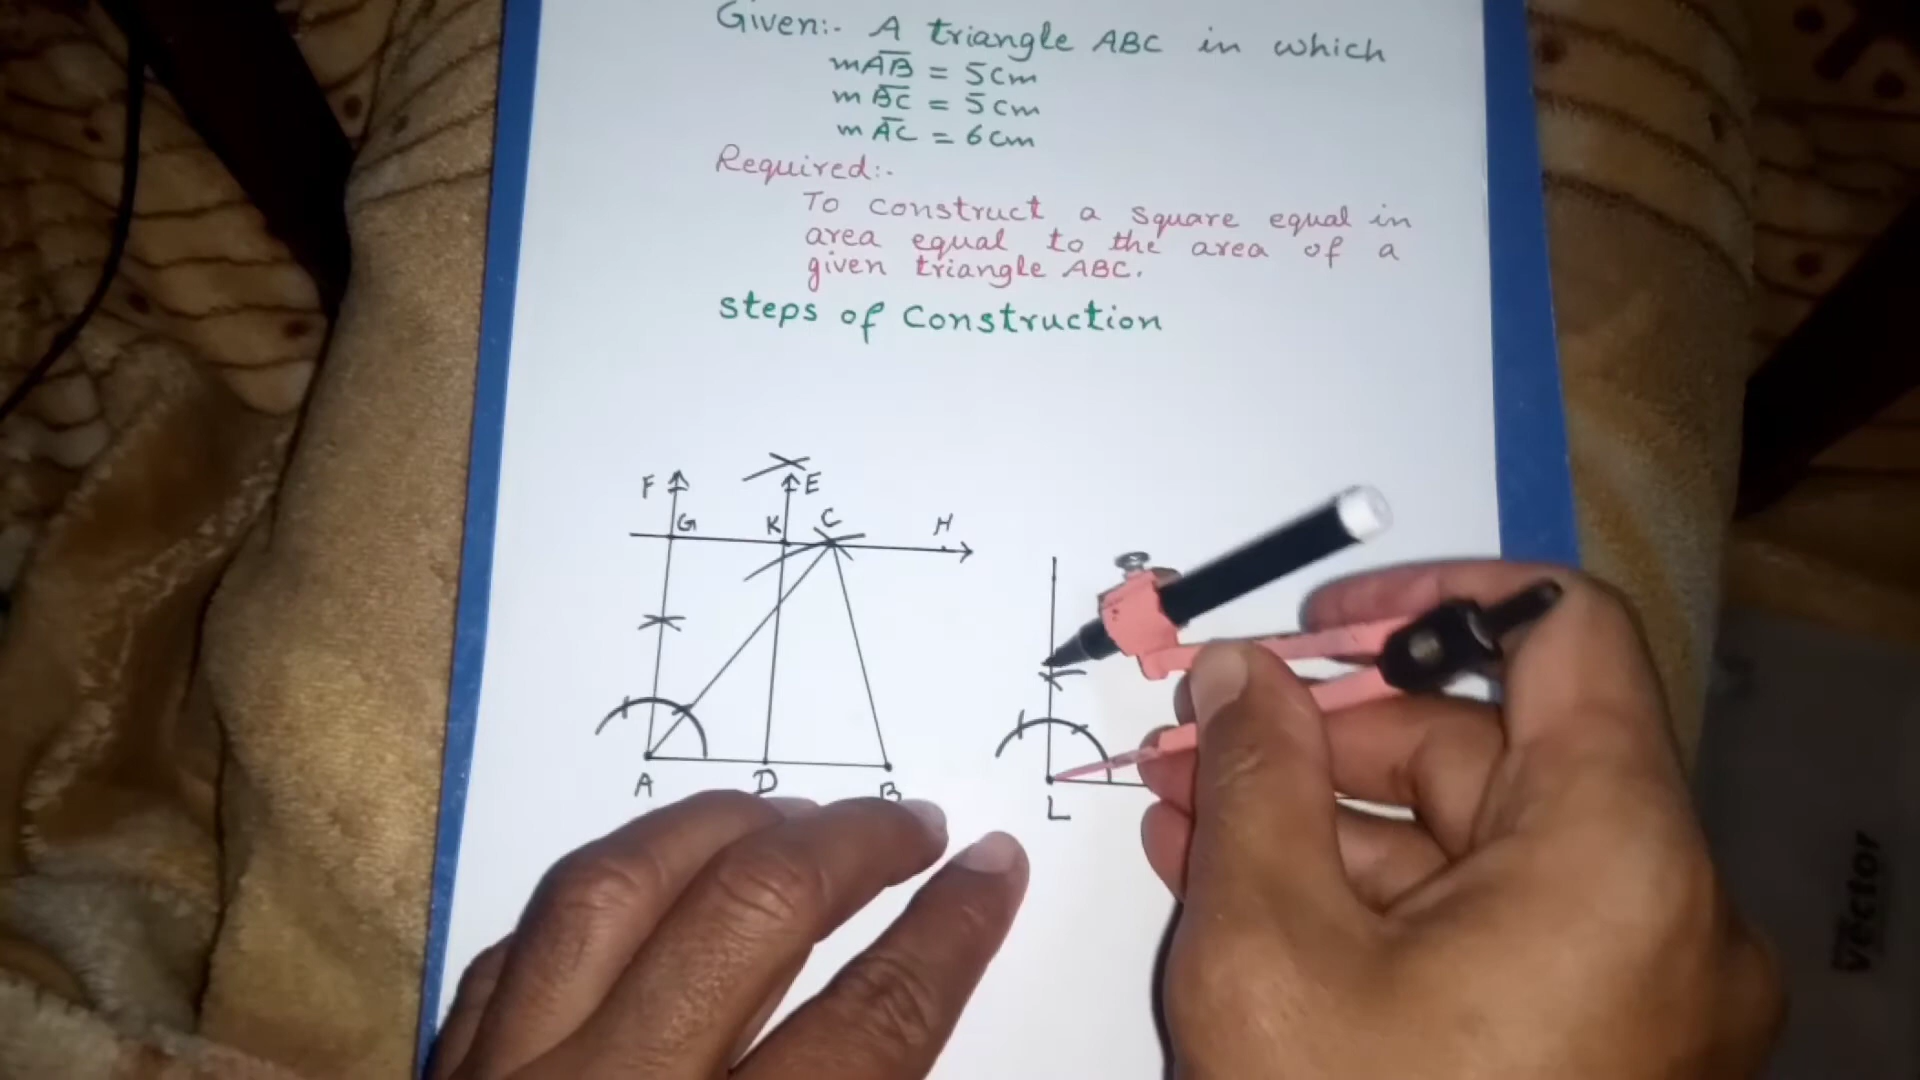 Given:- A triangle ABC in which
mAB = 5cm
mBC = 5cm
mAC = 6cm
Required:-
To construct a square equal in
area equal to the area of a
given triangle ABC.
Steps of Construction
F E
G K C H
A D B
L
Vector